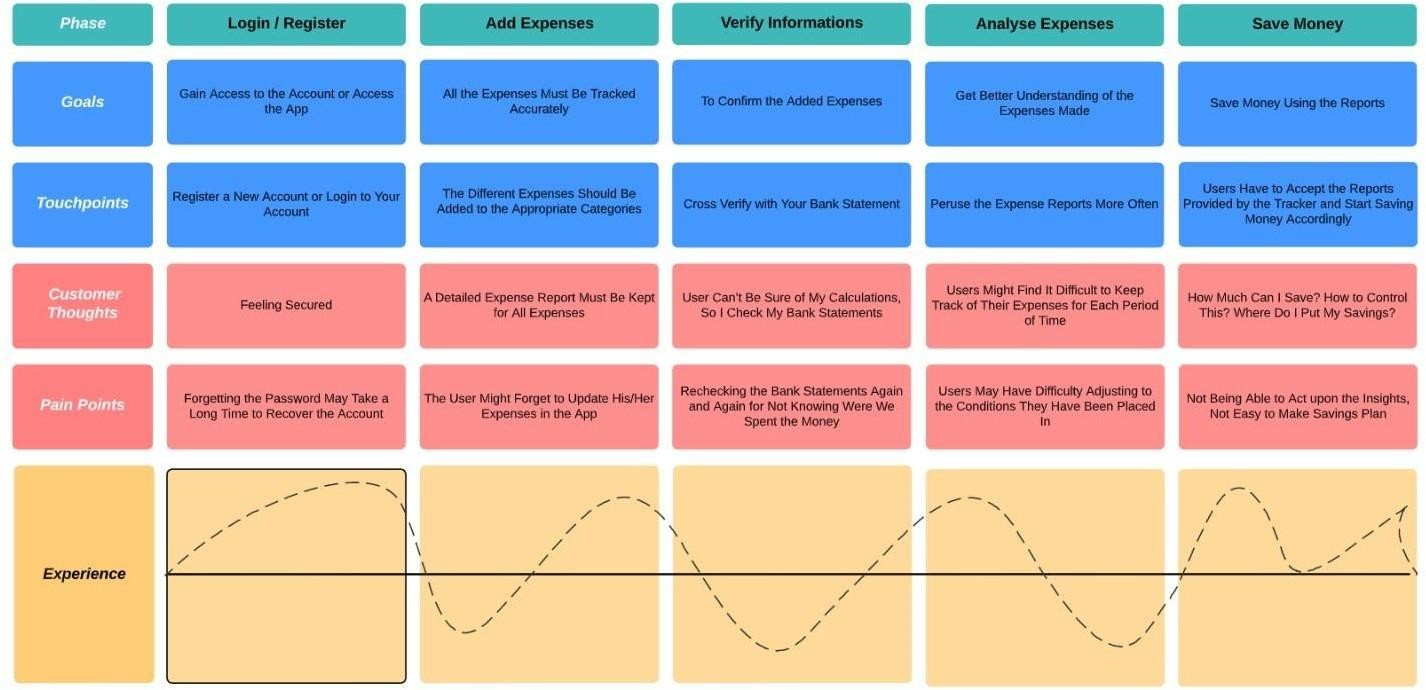 Phase
Login / Register
Add Expenses
Verify Informations
Analyse Expenses
Save Money
Goals
Gain Access to the Account or Access
the App
All the Expenses Must Be Tracked
Accurately
To Confirm the Added Expenses
Get Better Understanding of the
Expenses Made
Save Money Using the Reports
Touchpoints
Register a New Account or Login to Your
Account
The Different Expenses Should Be
Added to the Appropriate Categories
Cross Verify with Your Bank Statement
Peruse the Expense Reports More Often
Users Have to Accept the Reports
Provided by the Tracker and Start Saving
Money Accordingly
Customer
Thoughts
Feeling Secured
A Detailed Expense Report Must Be Kept
for All Expenses
User Can't Be Sure of My Calculations,
So I Check My Bank Statements
Users Might Find It Difficult to Keep
Track of Their Expenses for Each Period
of Time
How Much Can I Save? How to Control
This? Where Do I Put My Savings?
Pain Points
Forgetting the Password May Take a
Long Time to Recover the Account
The User Might Forget to Update His/Her
Expenses in the App
Rechecking the Bank Statements Again
and Again for Not Knowing Were We
Spent the Money
Users May Have Difficulty Adjusting to
the Conditions They Have Been Placed
In
Not Being Able to Act upon the Insights,
Not Easy to Make Savings Plan
Experience